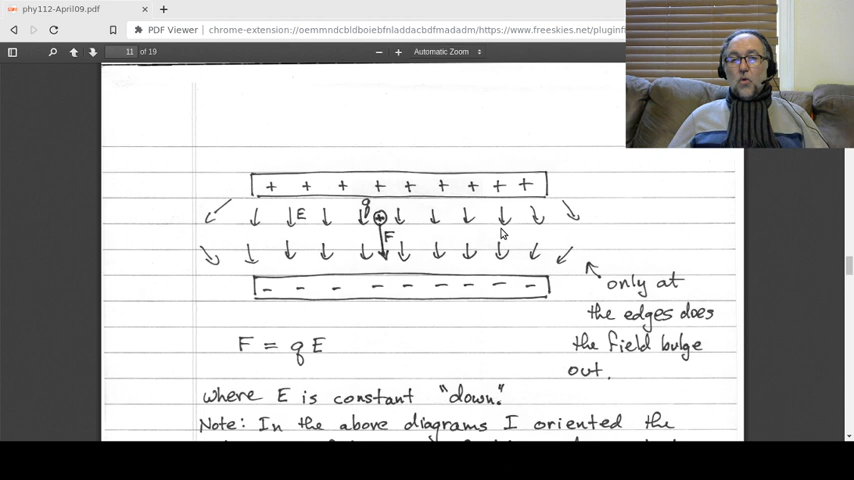 phy112-April09.pdf
PDF Viewer chrome-extension://oemmndcbldboiebfnladdacbdfmadadm/https://www.freeskies.net/pluginfi
11 of 19
Automatic Zoom
+ + + + + + + + +
E q +
F
- - - - - - - -
F = qE
only at
the edges does
the field bulge
out.
where E is constant "down."
Note: In the above diagrams I oriented the